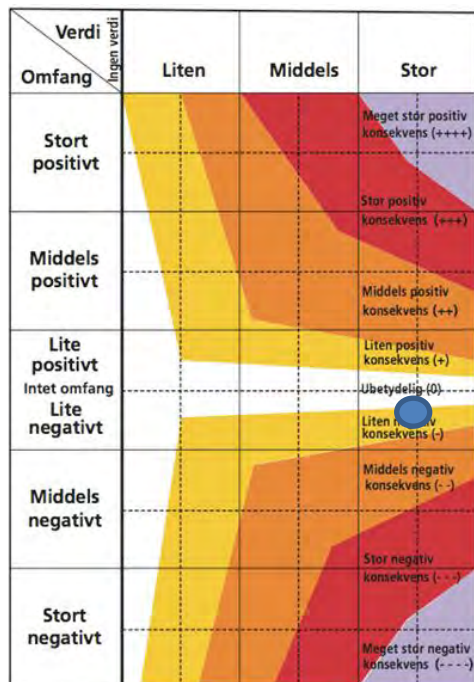 Verdi
Ingen verdi
Omfang
Liten
Middels
Stor
Stort
positivt
Meget stor positiv
konsekvens (++++)
Stor positiv
konsekvens (+++)
Middels
positivt
Middels positiv
konsekvens (++)
Lite
positivt
Liten positiv
konsekvens (+)
Intet omfang
Ubetydelig (0)
Lite
negativt
Liten
konsekvens (-)
Middels
negativt
Middels negativ
konsekvens (- -)
Stor negativ
konsekvens (- - -)
Stort
negativt
Meget stor negativ
konsekvens (- - - -)